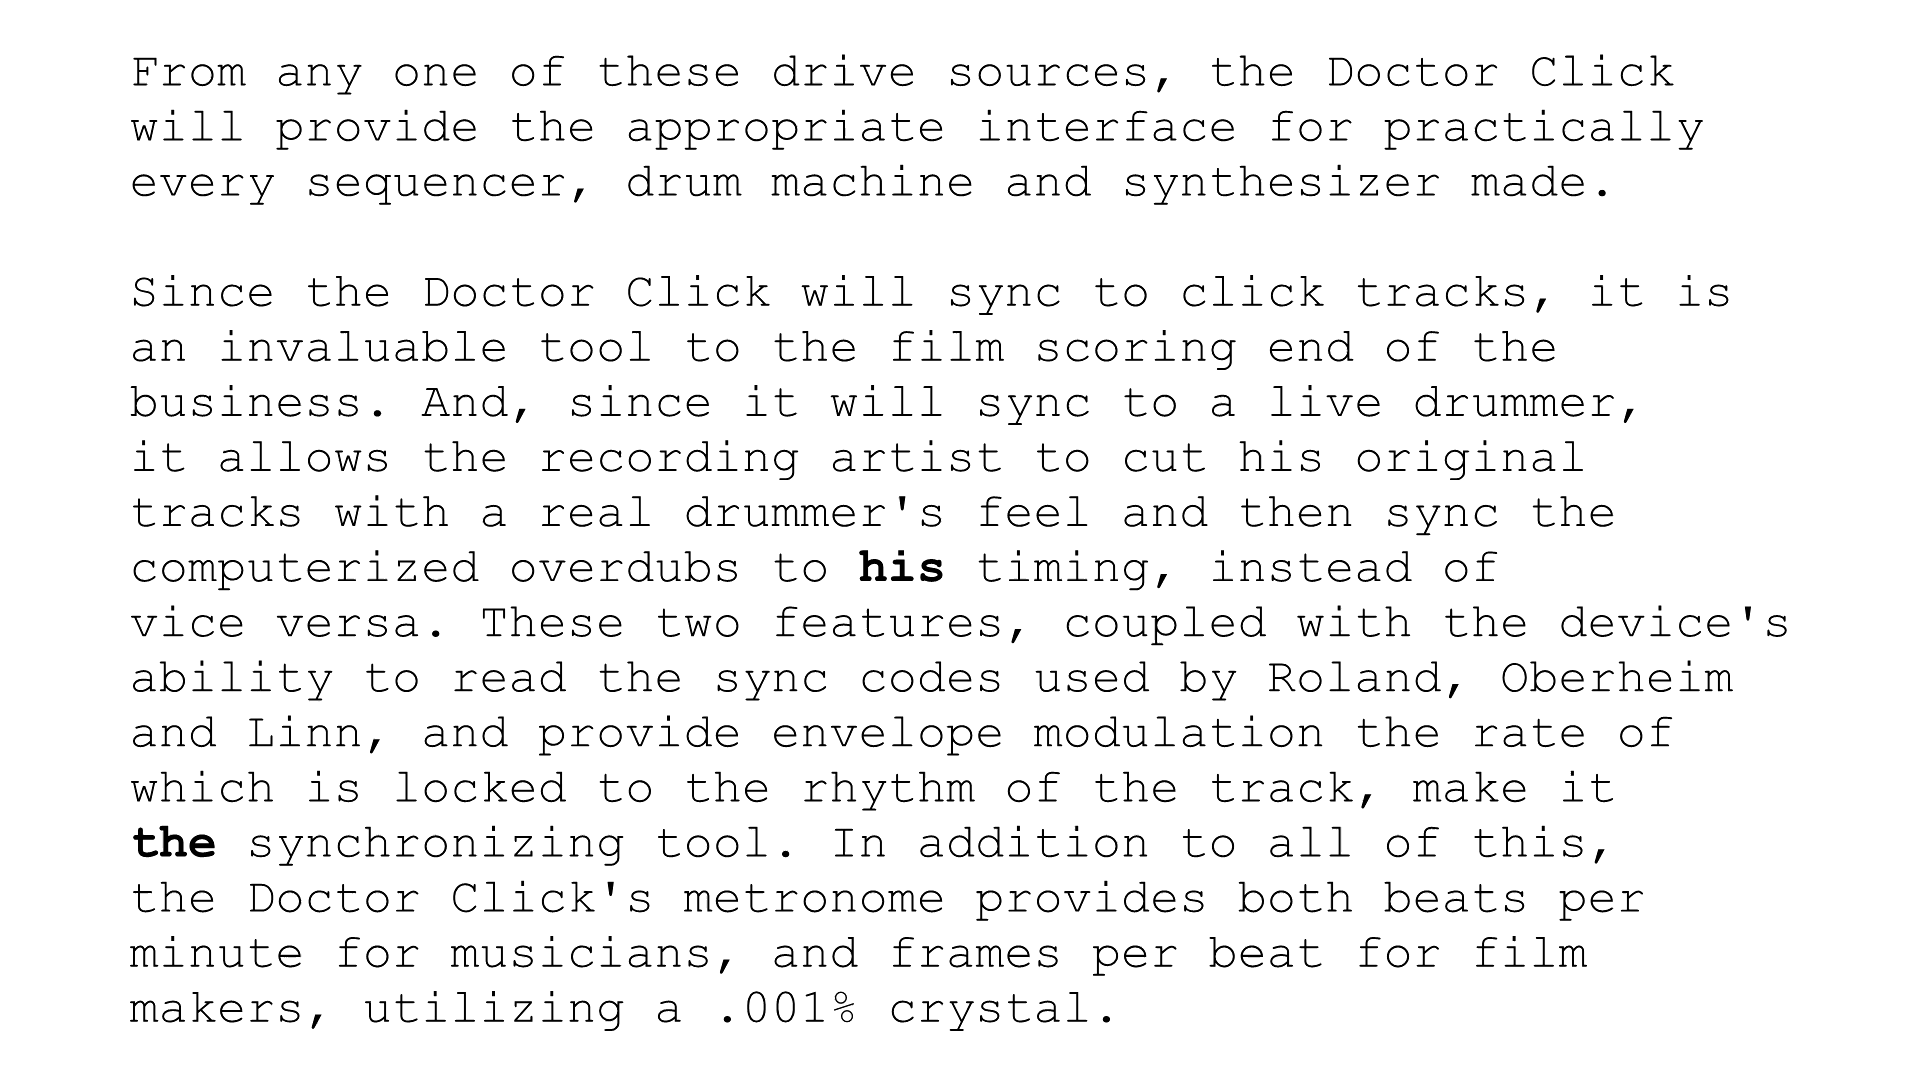 From any one of these drive sources, the Doctor Click
will provide the appropriate interface for practically
every sequencer, drum machine and synthesizer made.

Since the Doctor Click will sync to click tracks, it is
an invaluable tool to the film scoring end of the
business. And, since it will sync to a live drummer,
it allows the recording artist to cut his original
tracks with a real drummer's feel and then sync the
computerized overdubs to his timing, instead of
vice versa. These two features, coupled with the device's
ability to read the sync codes used by Roland, Oberheim
and Linn, and provide envelope modulation the rate of
which is locked to the rhythm of the track, make it
the synchronizing tool. In addition to all of this,
the Doctor Click's metronome provides both beats per
minute for musicians, and frames per beat for film
makers, utilizing a .001% crystal.